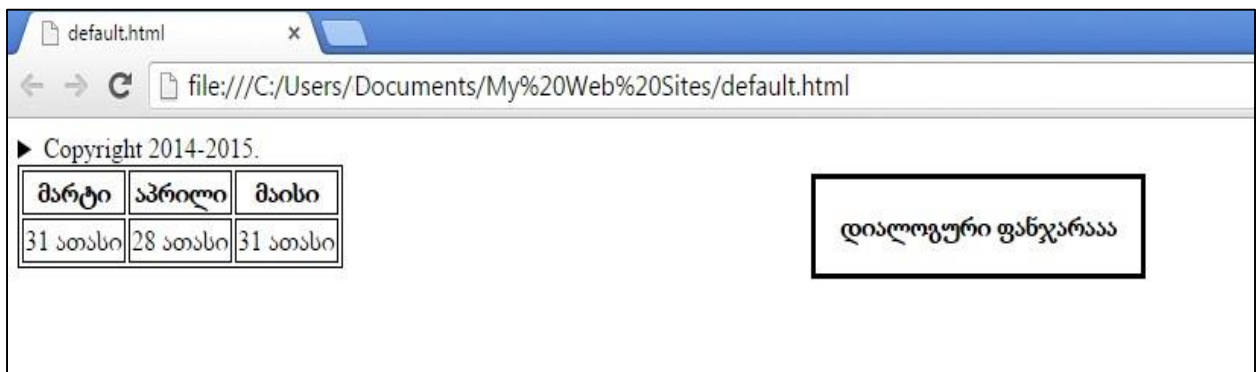 default.html
file:///C:/Users/Documents/My%20Web%20Sites/default.html
Copyright 2014-2015.
მარტი აპრილი მაისი
31 ათასი 28 ათასი 31 ათასი
დიალოგური ფანჯარააა